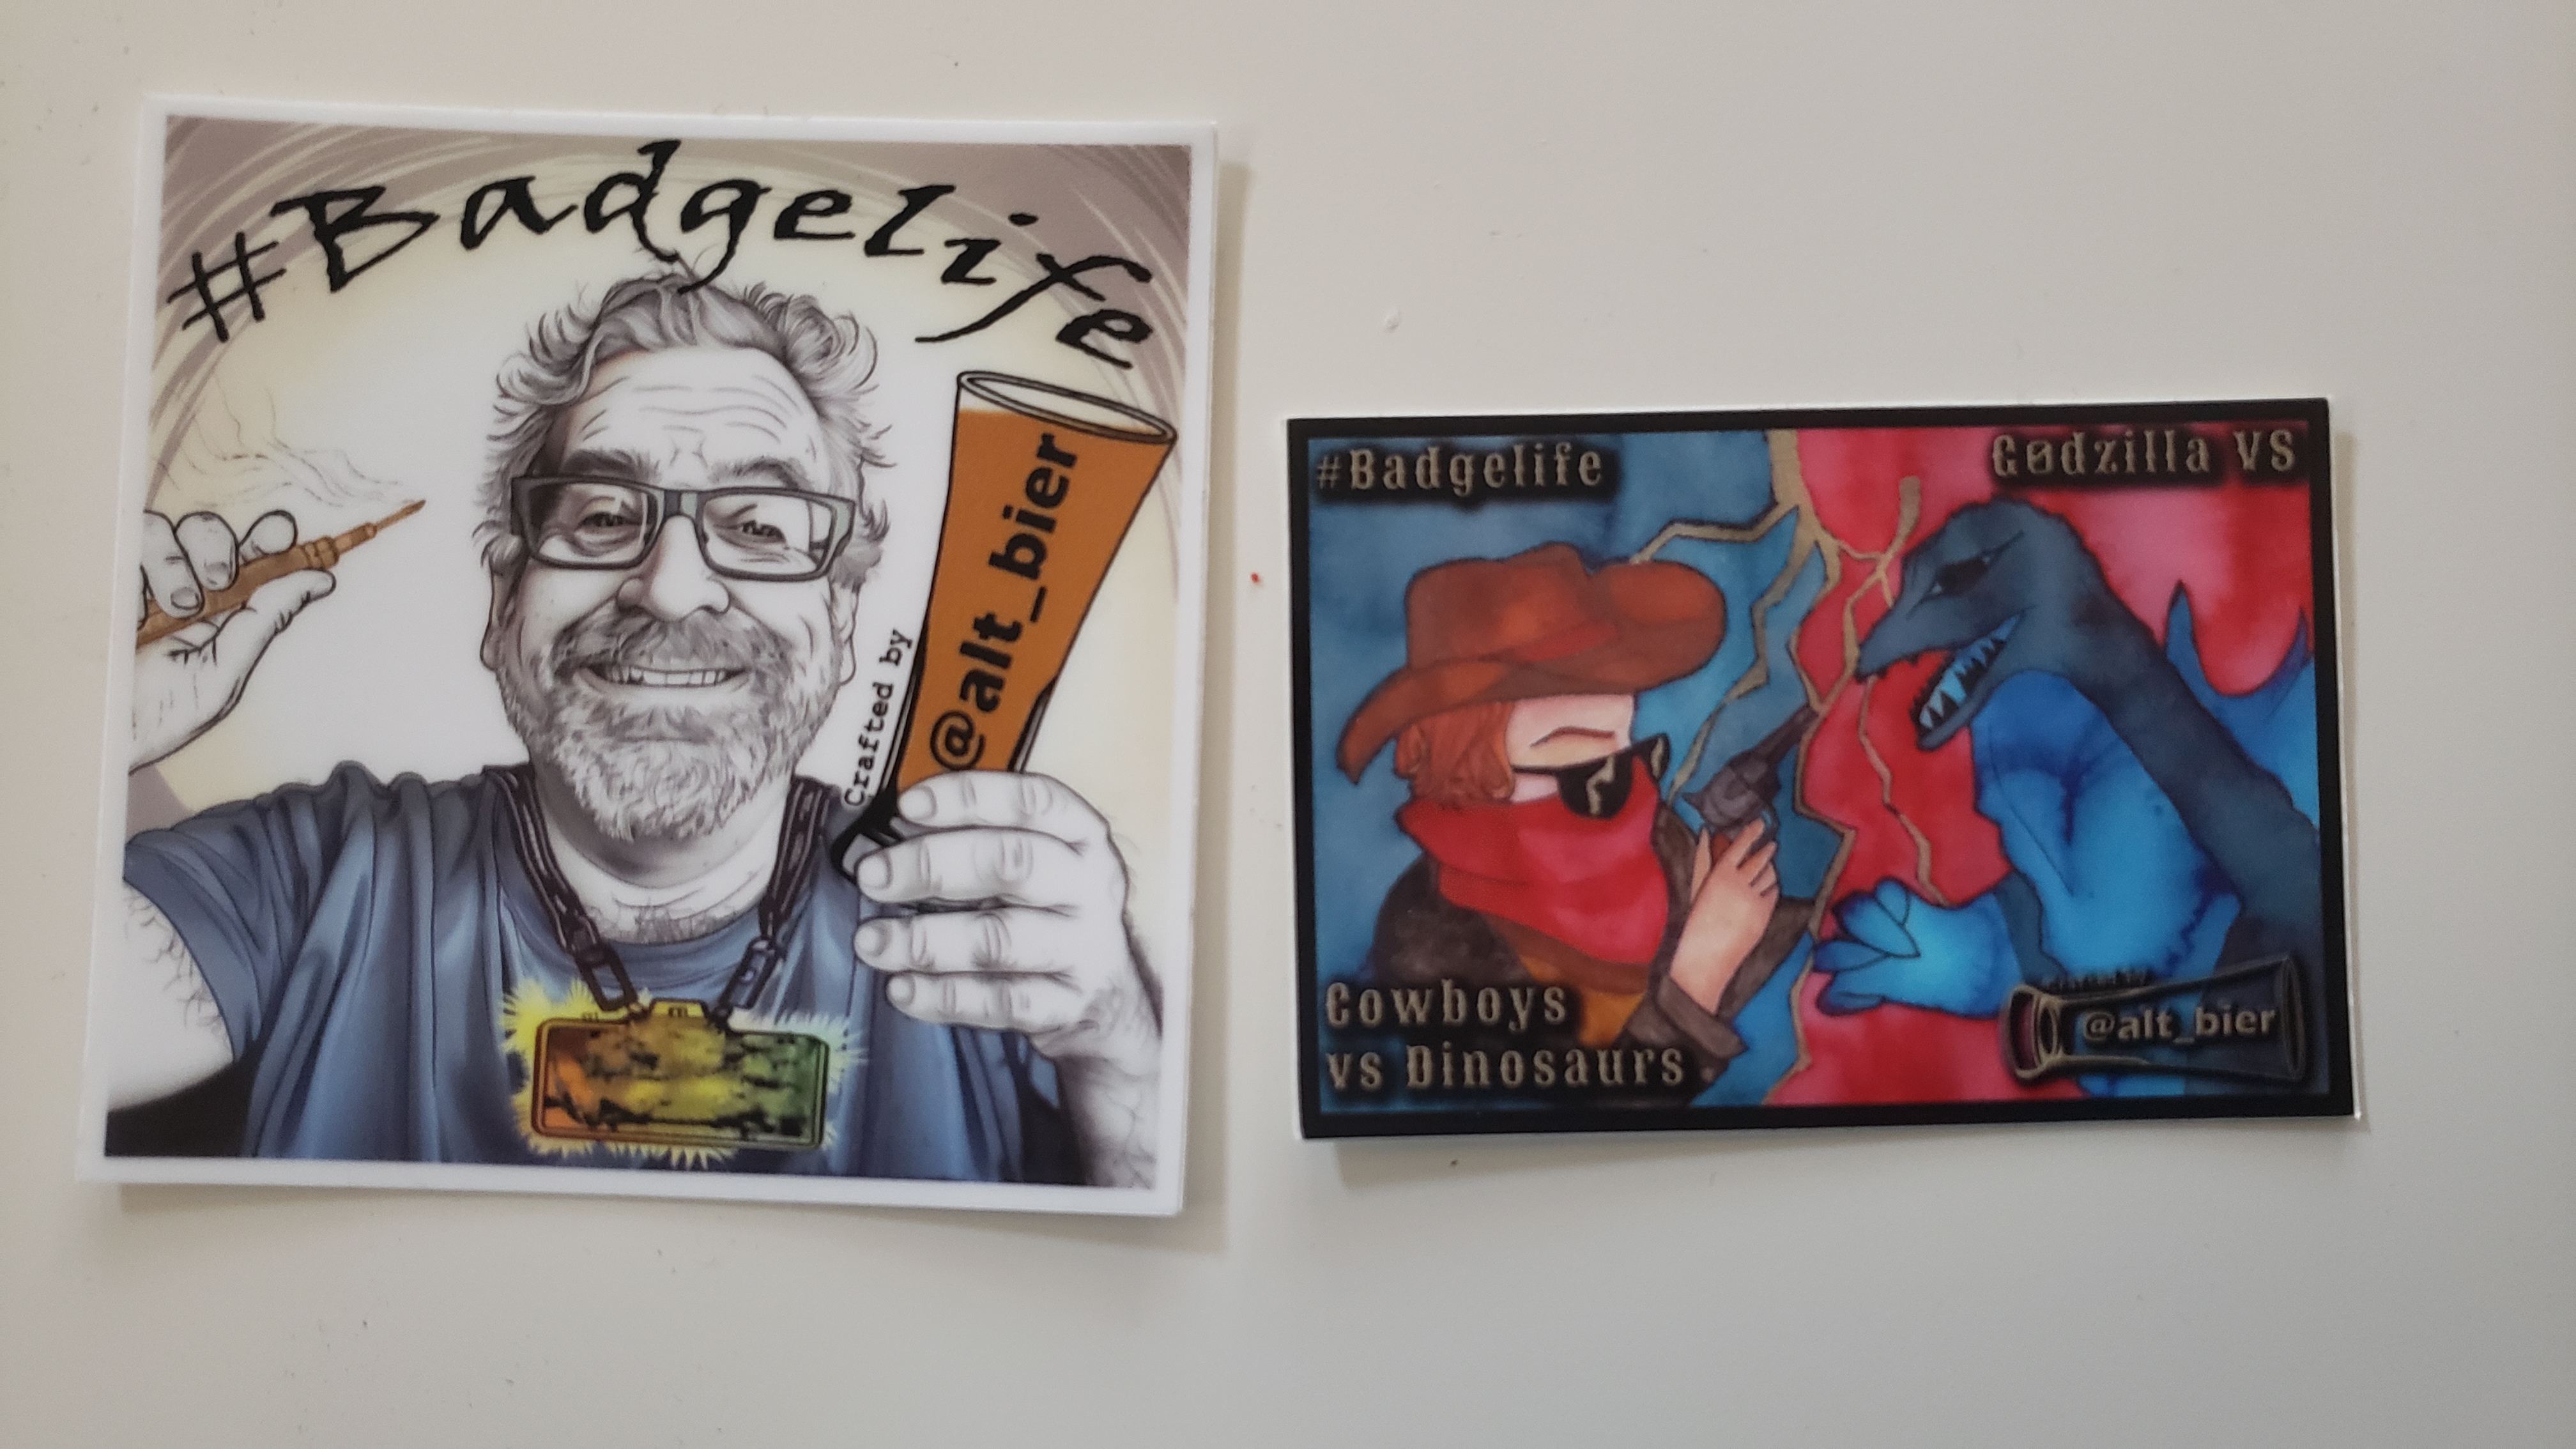 #Badgelife
Crafted by
@alt_bier
#Badgelife
Gødzilla VS
Cowboys
vs Dinosaurs
@alt_bier